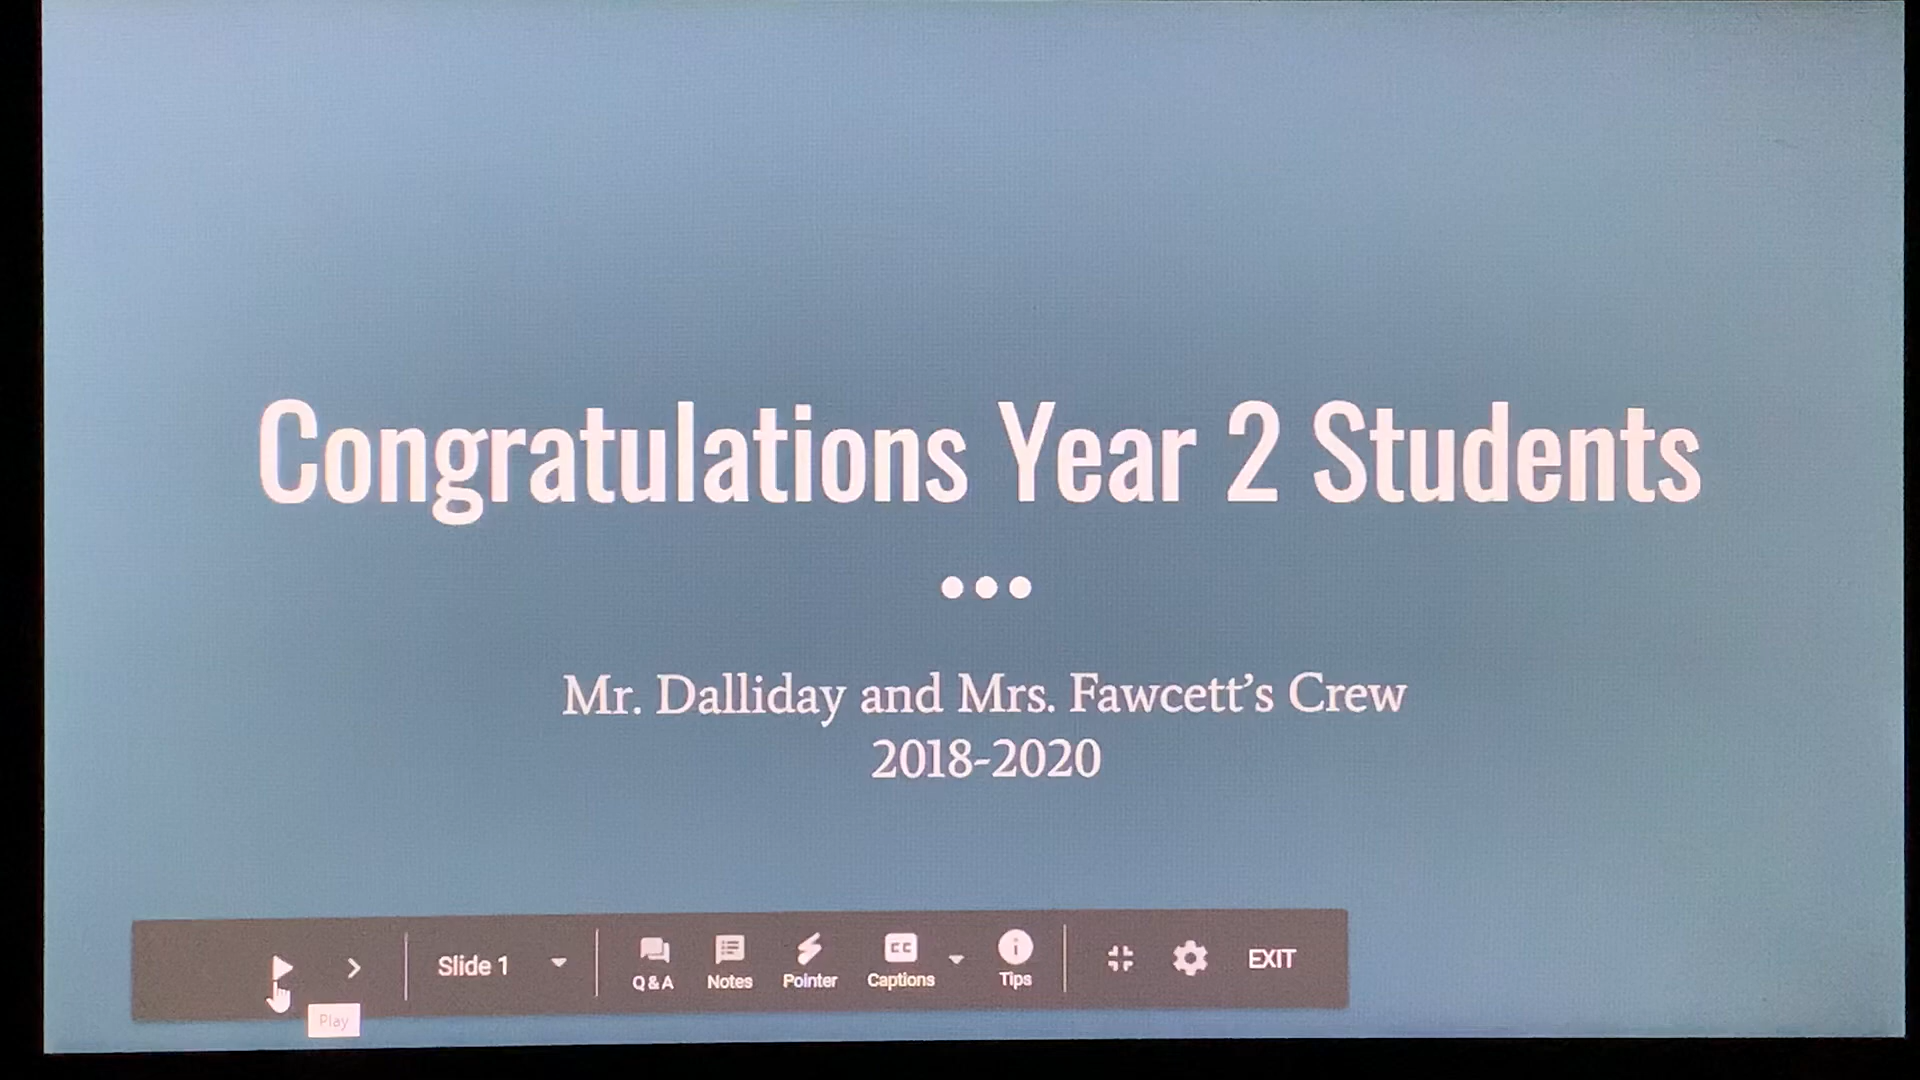 Congratulations Year 2 Students
Mr. Dalliday and Mrs. Fawcett's Crew
2018-2020
Slide 1
Q&A
Notes
Pointer
CC
Captions
Tips
EXIT
Play